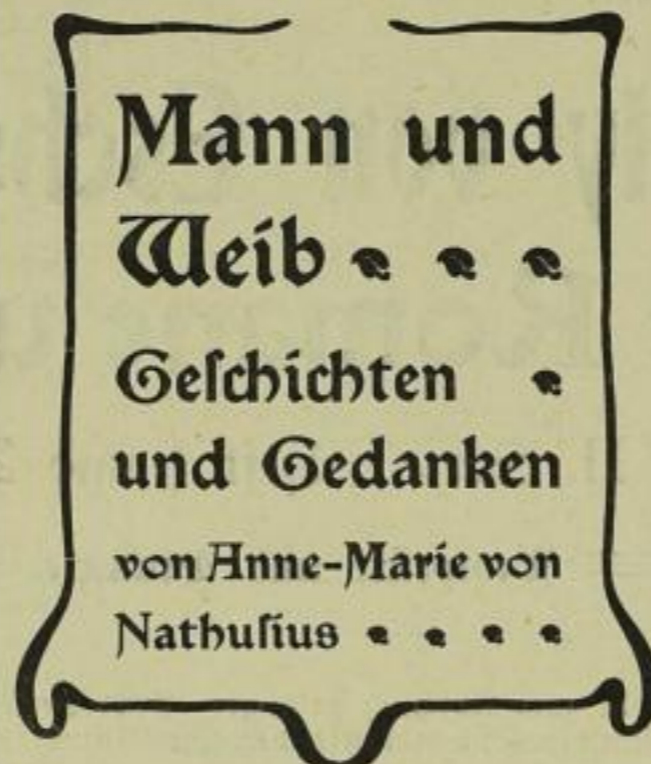 Mann und
Weib
Geſchichten
und Gedanken
von Anne-Marie von
Nathuſius